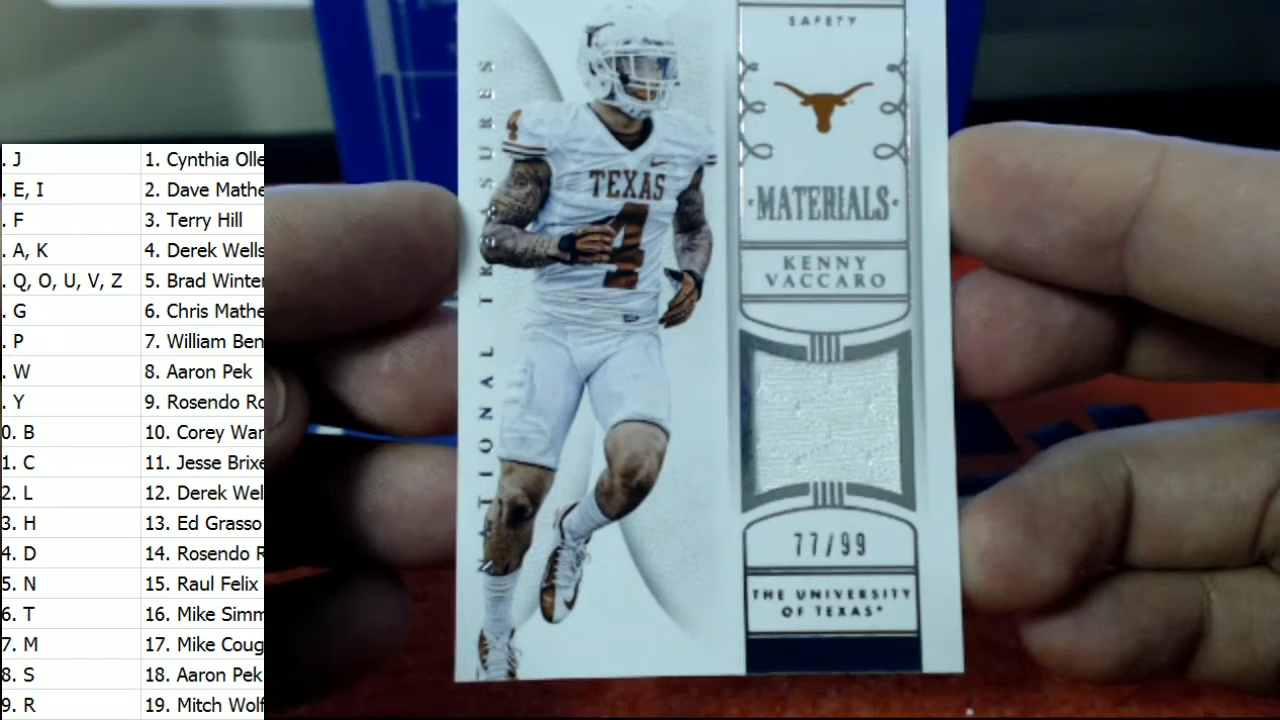 . J 1. Cynthia Olle
. E, I 2. Dave Mathe
. F 3. Terry Hill
. A, K 4. Derek Wells
. Q, O, U, V, Z 5. Brad Winter
. G 6. Chris Mathe
. P 7. William Ben
. W 8. Aaron Pek
. Y 9. Rosendo Ro
0. B 10. Corey War
1. C 11. Jesse Brixe
2. L 12. Derek Wel
3. H 13. Ed Grasso
4. D 14. Rosendo R
5. N 15. Raul Felix
6. T 16. Mike Simm
7. M 17. Mike Coug
8. S 18. Aaron Pek
9. R 19. Mitch Wolf
NATIONAL TREASURES
4
TEXAS
4
SAFETY
·MATERIALS·
KENNY
VACCARO
77/99
THE UNIVERSITY
OF TEXAS®